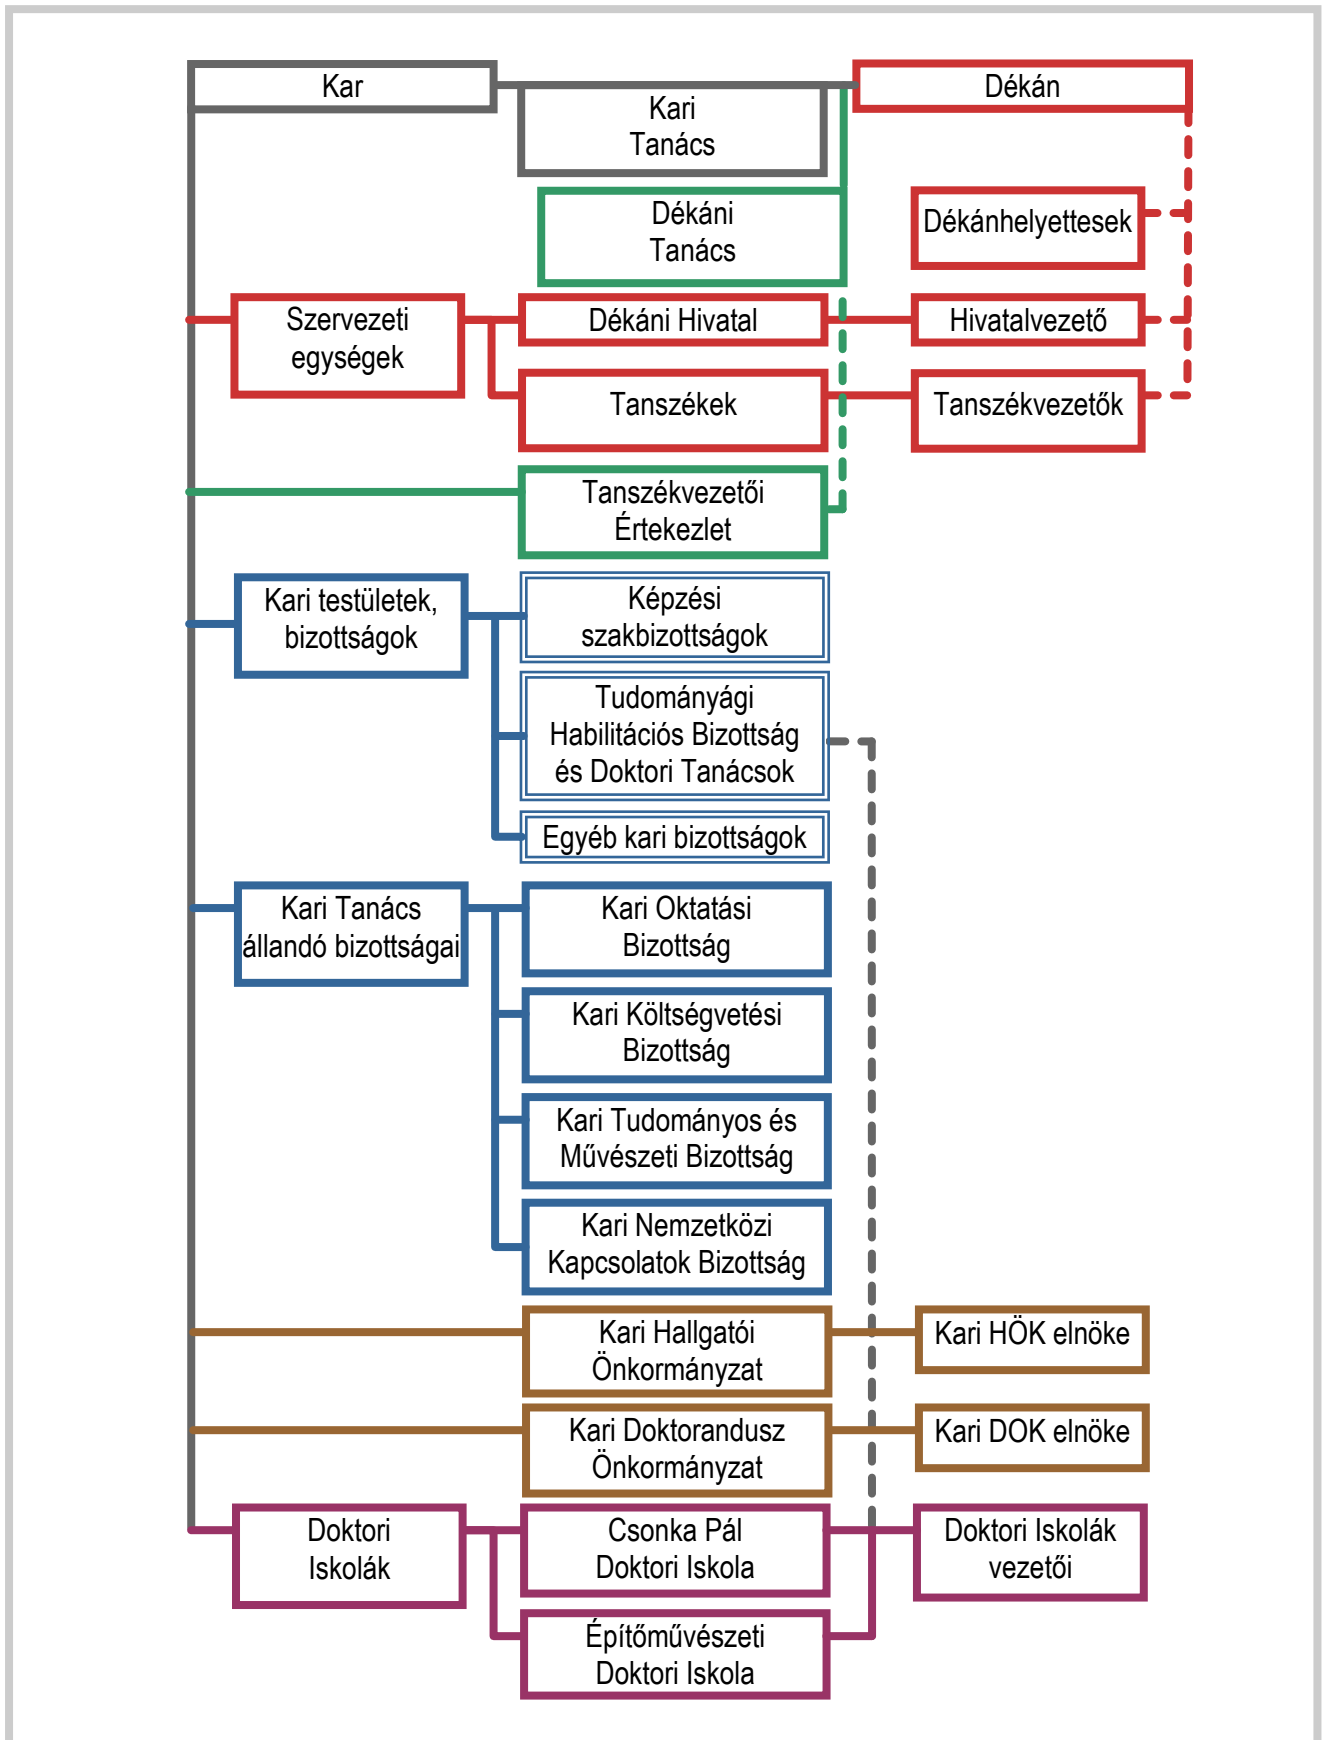 Kar
Kari
Tanács
Dékán
Dékáni
Tanács
Dékánhelyettesek
Szervezeti
egységek
Dékáni Hivatal
Hivatalvezető
Tanszékek
Tanszékvezetők
Tanszékvezetői
Értekezlet
Kari testületek,
bizottságok
Képzési
szakbizottságok
Tudományági
Habilitációs Bizottság
és Doktori Tanácsok
Egyéb kari bizottságok
Kari Tanács
állandó bizottságai
Kari Oktatási
Bizottság
Kari Költségvetési
Bizottság
Kari Tudományos és
Művészeti Bizottság
Kari Nemzetközi
Kapcsolatok Bizottság
Kari Hallgatói
Önkormányzat
Kari HÖK elnöke
Kari Doktorandusz
Önkormányzat
Kari DOK elnöke
Doktori
Iskolák
Csonka Pál
Doktori Iskola
Doktori Iskolák
vezetői
Építőművészeti
Doktori Iskola